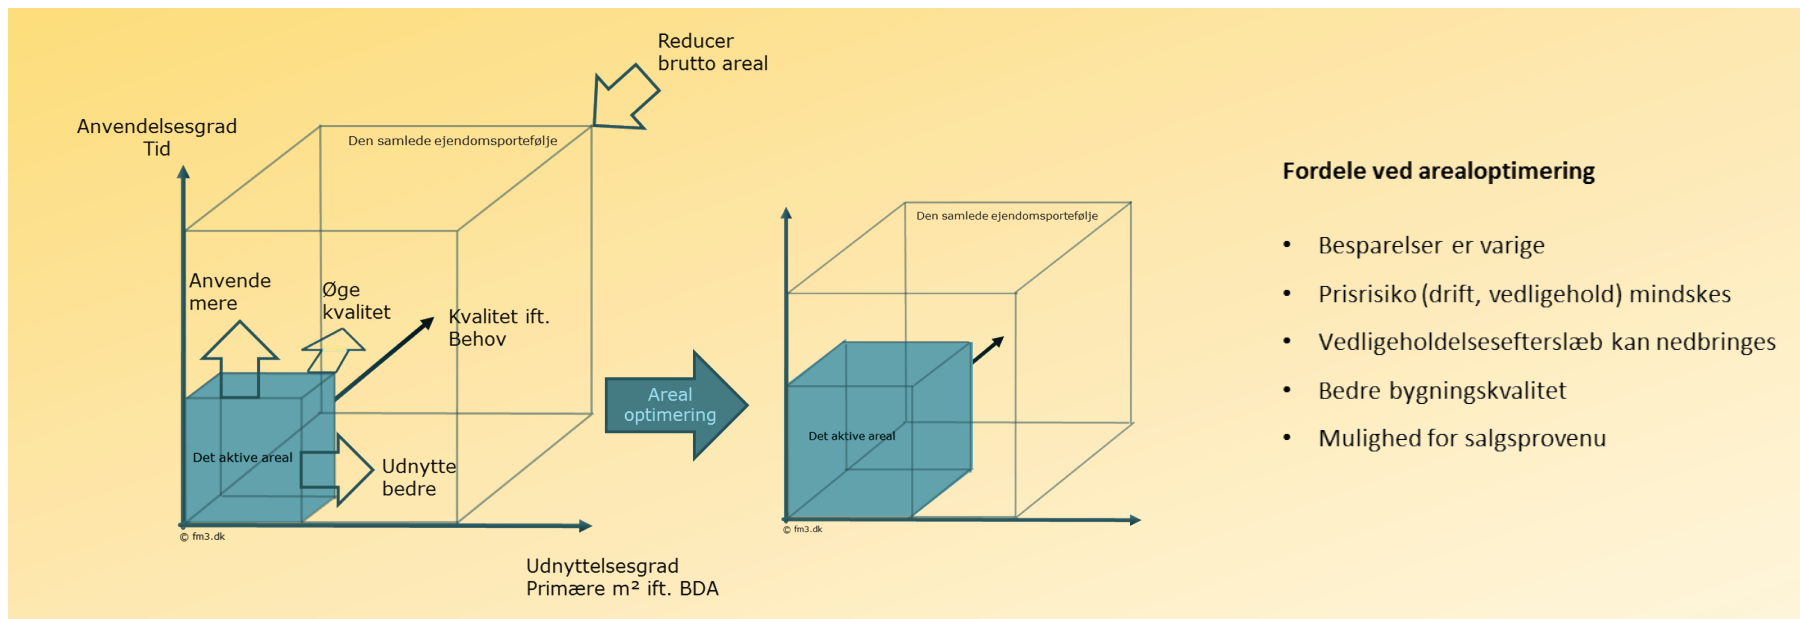 Reducer
brutto areal
Anvendelsesgrad
Tid
Den samlede ejendomsportefølje
Anvende
mere
Øge
kvalitet
Kvalitet ift.
Behov
Det aktive areal
Udnytte
bedre
© fm3.dk
Udnyttelsesgrad
Primære m² ift. BDA
Areal
optimering
Den samlede ejendomsportefølje
Det aktive areal
© fm3.dk
Fordele ved arealoptimering
• Besparelser er varige
• Prisrisiko (drift, vedligehold) mindskes
• Vedligeholdelsesefterslæb kan nedbringes
• Bedre bygningskvalitet
• Mulighed for salgsprovenu